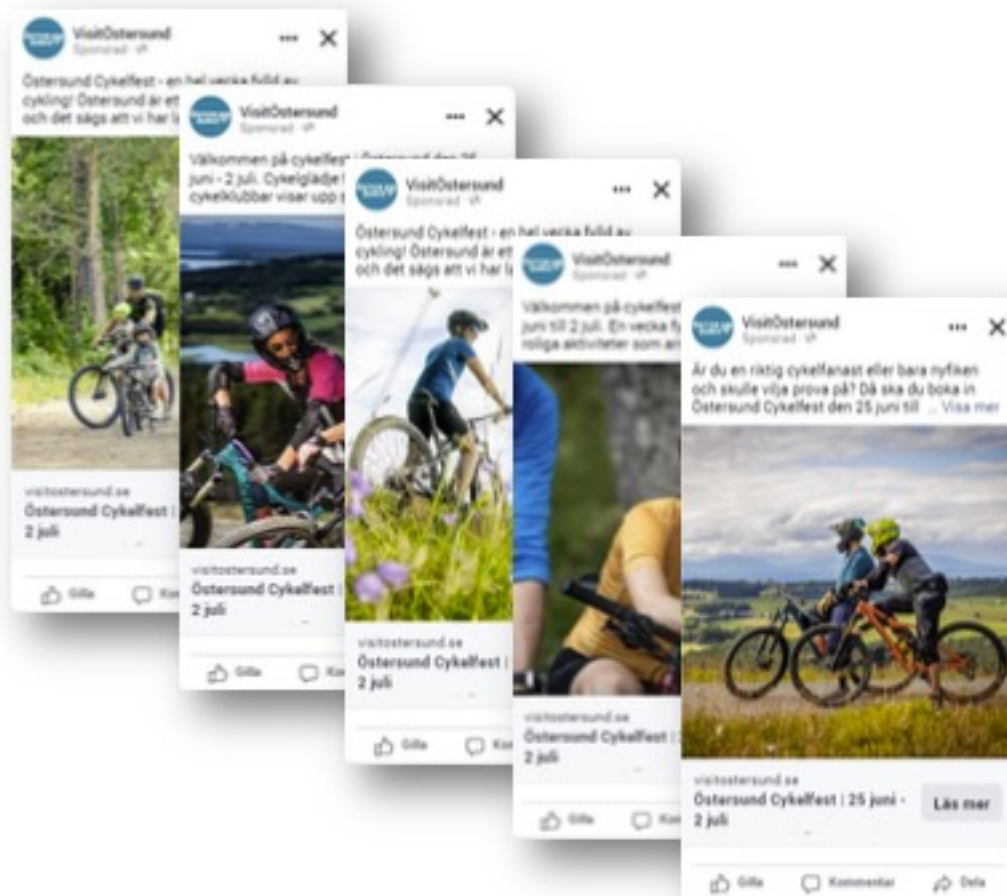 VisitÖstersund
Sponsrad
Östersund Cykelfest - en hel vecka fylld av
cykling! Östersund är ett
och det sägs att vi har
visitostersund.se
Östersund Cykelfest |
2 juli
Gilla
VisitÖstersund
Sponsrad
Välkommen på cykelfest i Östersund den 25
juni - 2 juli. Cykelglädje
cykelklubbar visar upp
visitostersund.se
Östersund Cykelfest |
2 juli
Gilla
VisitÖstersund
Sponsrad
Östersund Cykelfest - en hel vecka fylld av
cykling! Östersund är ett
och det sägs att vi har
visitostersund.se
Östersund Cykelfest |
2 juli
Gilla
VisitÖstersund
Sponsrad
Välkommen på cykelfest
juni till 2 juli. En vecka
roliga aktiviteter som
visitostersund.se
Östersund Cykelfest |
2 juli
Gilla
VisitÖstersund
Sponsrad
Är du en riktig cykelfanast eller bara nyfiken
och skulle vilja prova på? Då ska du boka in
Östersund Cykelfest den 25 juni till ... Visa mer
visitostersund.se
Östersund Cykelfest | 25 juni -
2 juli
Läs mer
Gilla Kommentar Dela